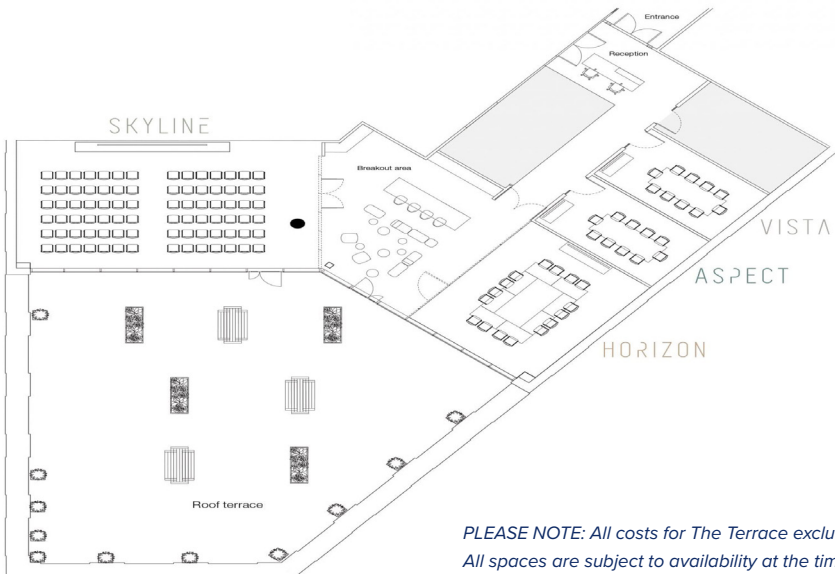 Entrance
Reception
SKYLINE
Breakout area
VISTA
ASPECT
HORIZON
Roof terrace
PLEASE NOTE: All costs for The Terrace exclu
All spaces are subject to availability at the tim